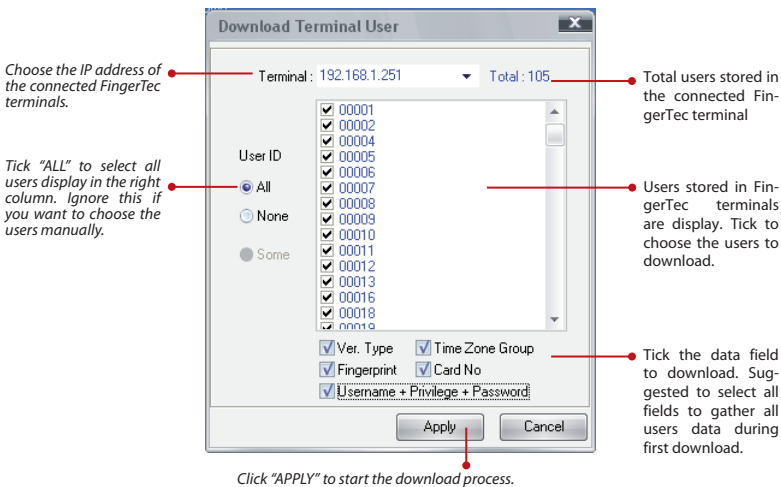 Download Terminal User
Choose the IP address of
the connected FingerTec
terminals.
Terminal : 192.168.1.251
Total : 105
Total users stored in
the connected Fin-
gerTec terminal
00001
00002
00004
00005
00006
00007
00008
00009
00010
00011
00012
00013
00016
00018
00019
User ID
All
None
Some
Tick “ALL” to select all
users display in the right
column. Ignore this if
you want to choose the
users manually.
Users stored in Fin-
gerTec terminals
are display. Tick to
choose the users to
download.
Ver. Type
Time Zone Group
Fingerprint
Card No
Username + Privilege + Password
Tick the data field
to download. Sug-
gested to select all
fields to gather all
users data during
first download.
Apply
Cancel
Click “APPLY” to start the download process.